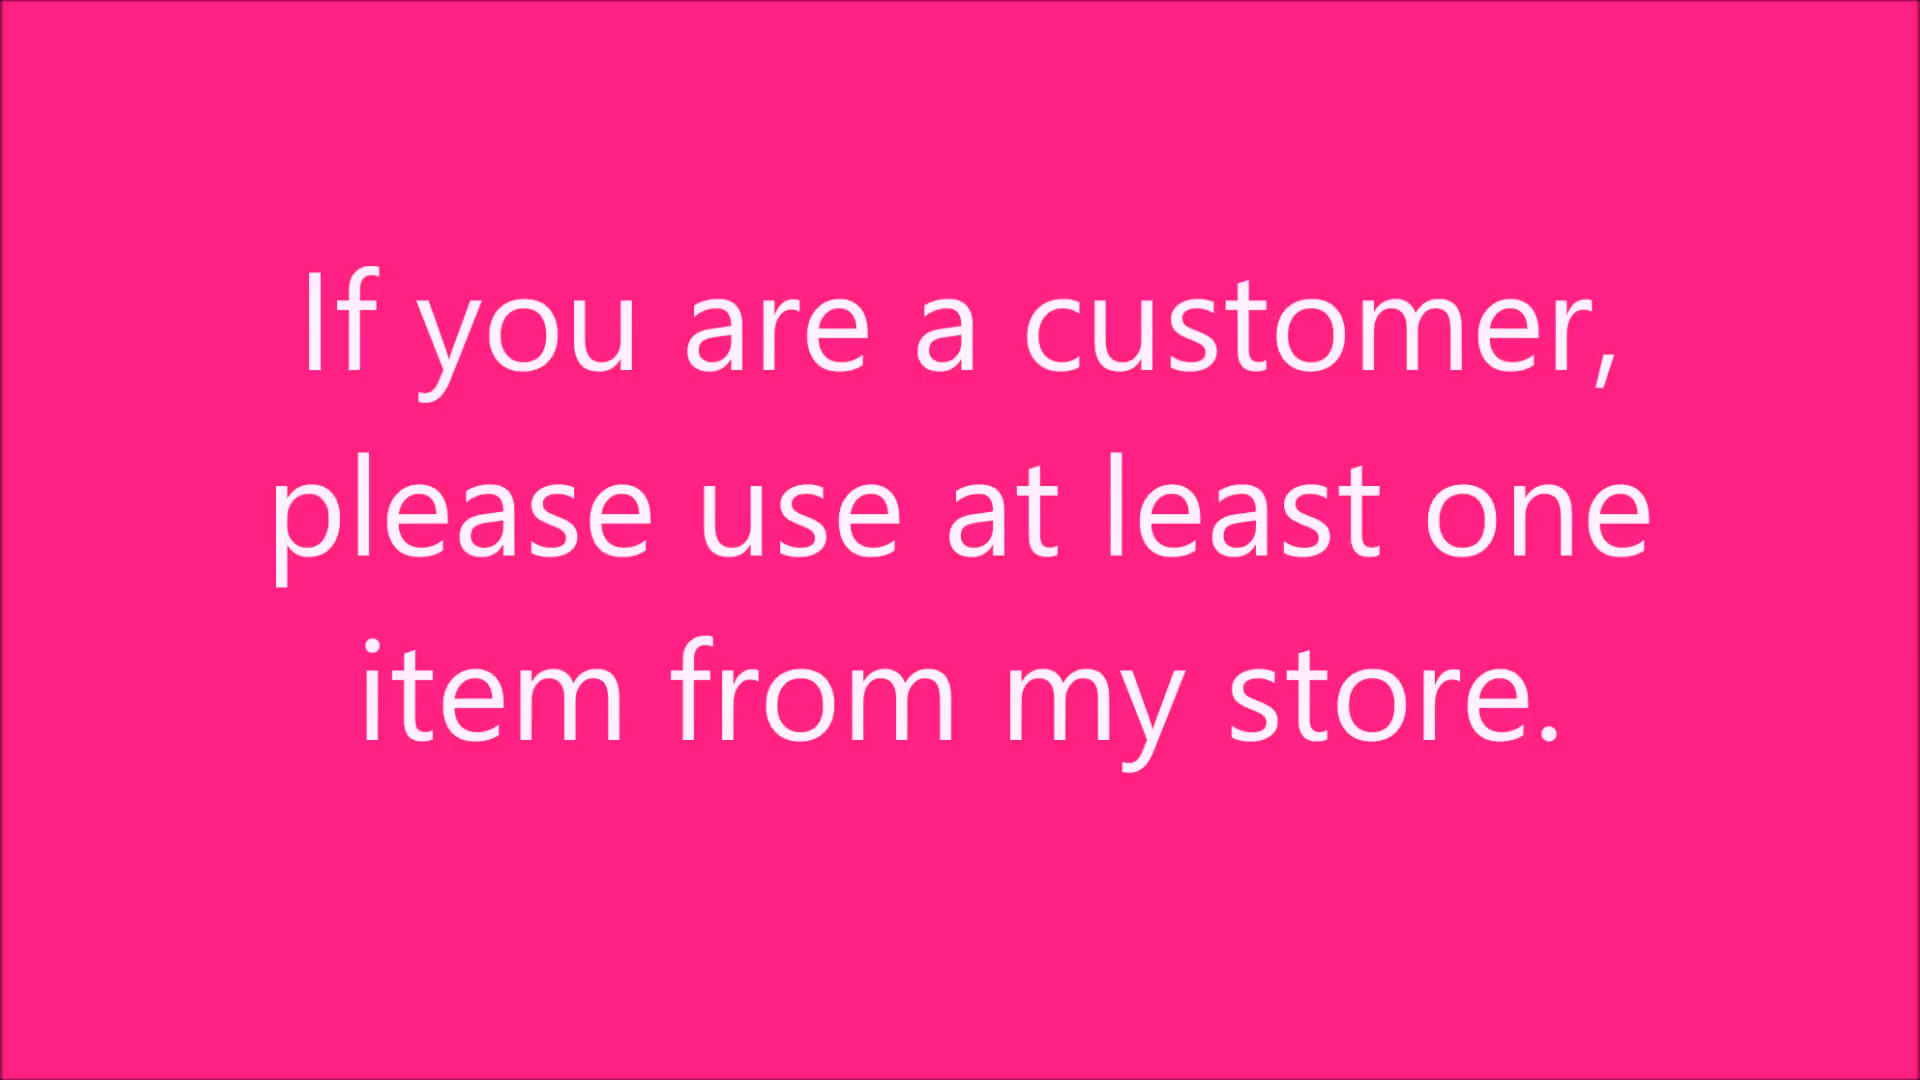 If you are a customer,
please use at least one
item from my store.